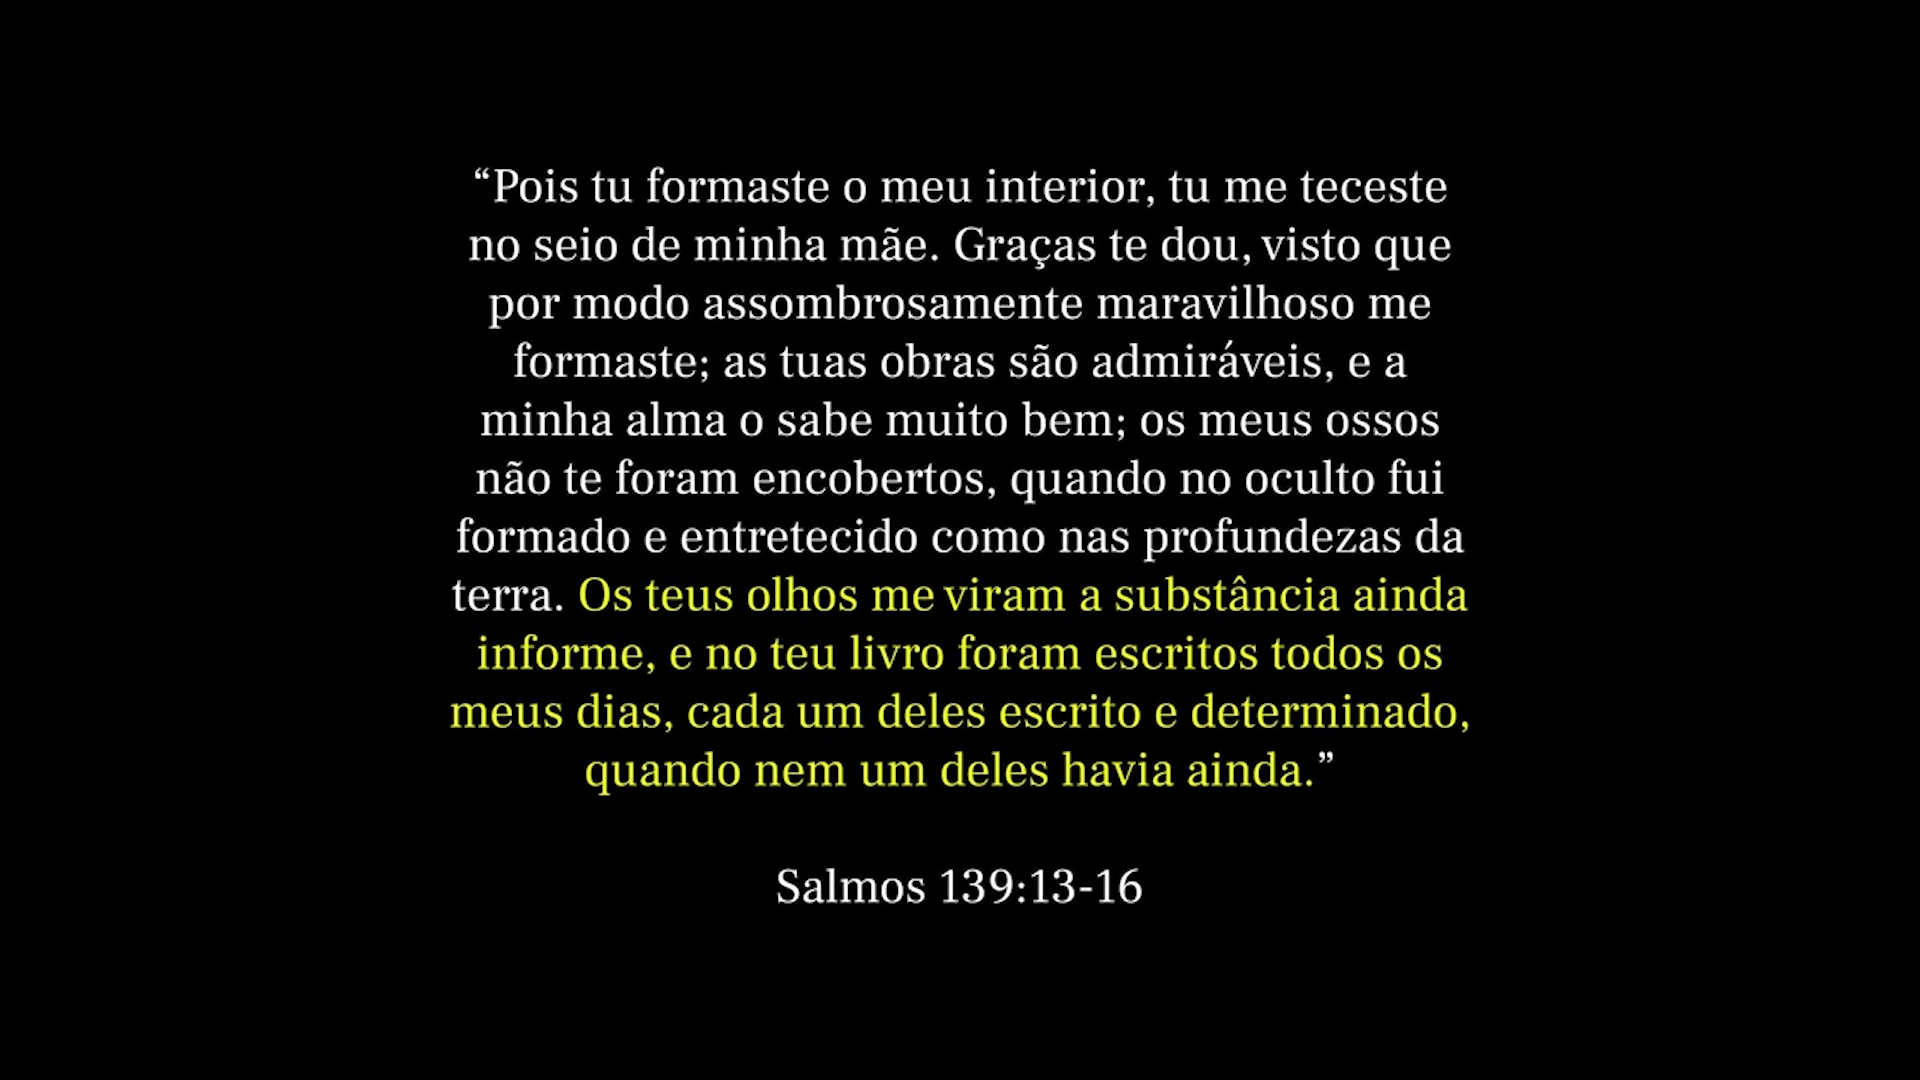 “Pois tu formaste o meu interior, tu me teceste
no seio de minha mãe. Graças te dou, visto que
por modo assombrosamente maravilhoso me
formaste; as tuas obras são admiráveis, e a
minha alma o sabe muito bem; os meus ossos
não te foram encobertos, quando no oculto fui
formado e entretecido como nas profundezas da
terra. Os teus olhos me viram a substância ainda
informe, e no teu livro foram escritos todos os
meus dias, cada um deles escrito e determinado,
quando nem um deles havia ainda.”
Salmos 139:13-16